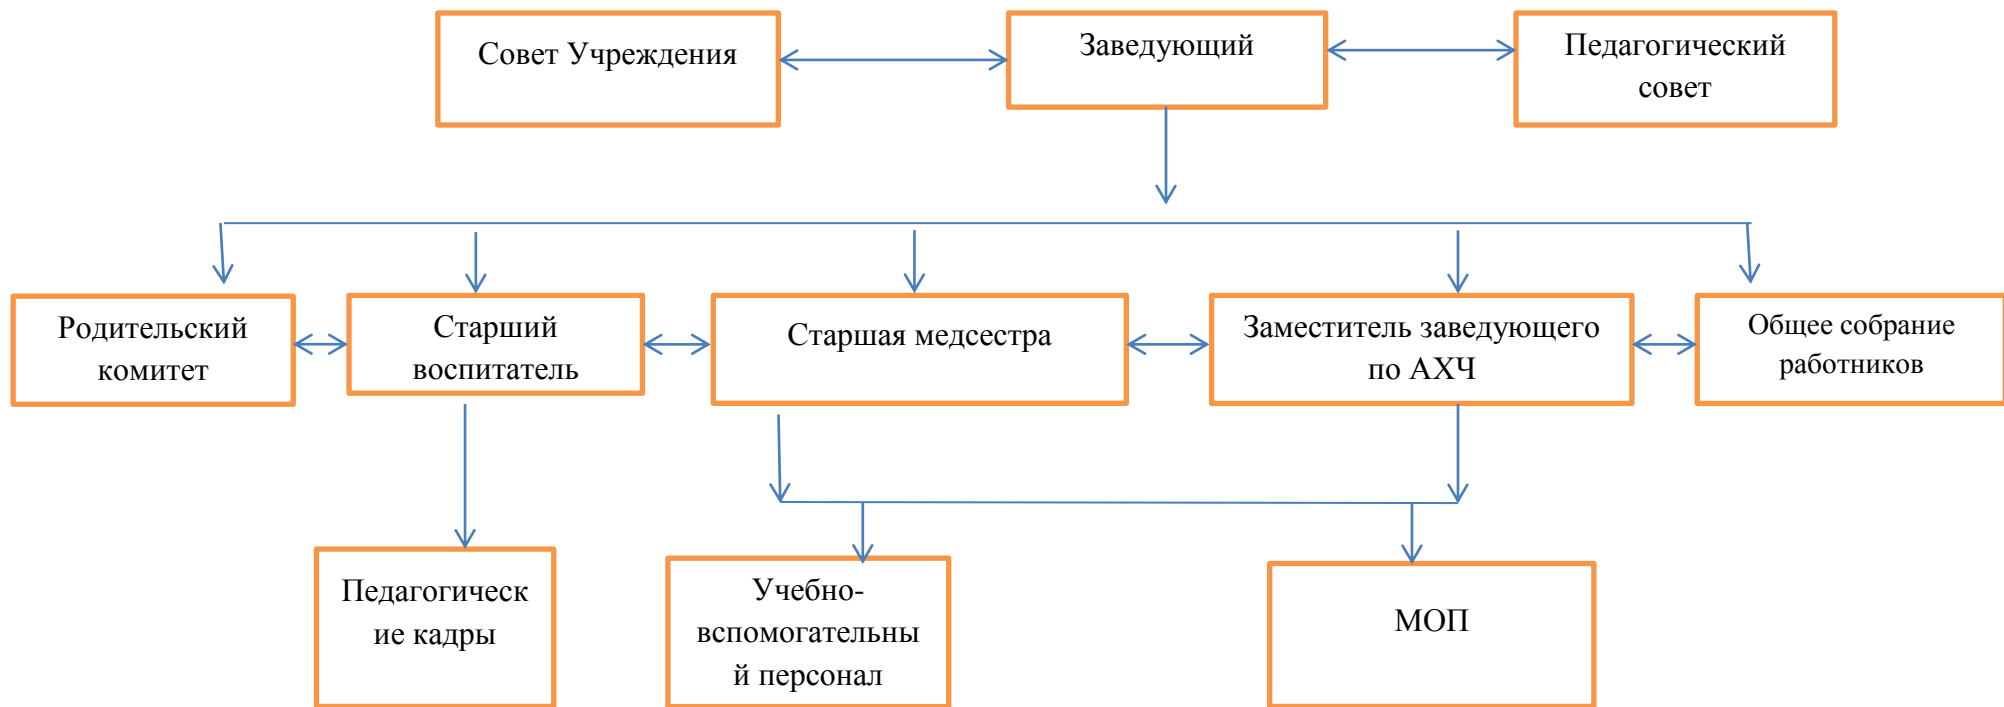 Совет Учреждения
Заведующий
Педагогический
совет
Родительский
комитет
Старший
воспитатель
Старшая медсестра
Заместитель заведующего
по АХЧ
Общее собрание
работников
Педагогическ
ие кадры
Учебно-
вспомогательны
й персонал
МОП